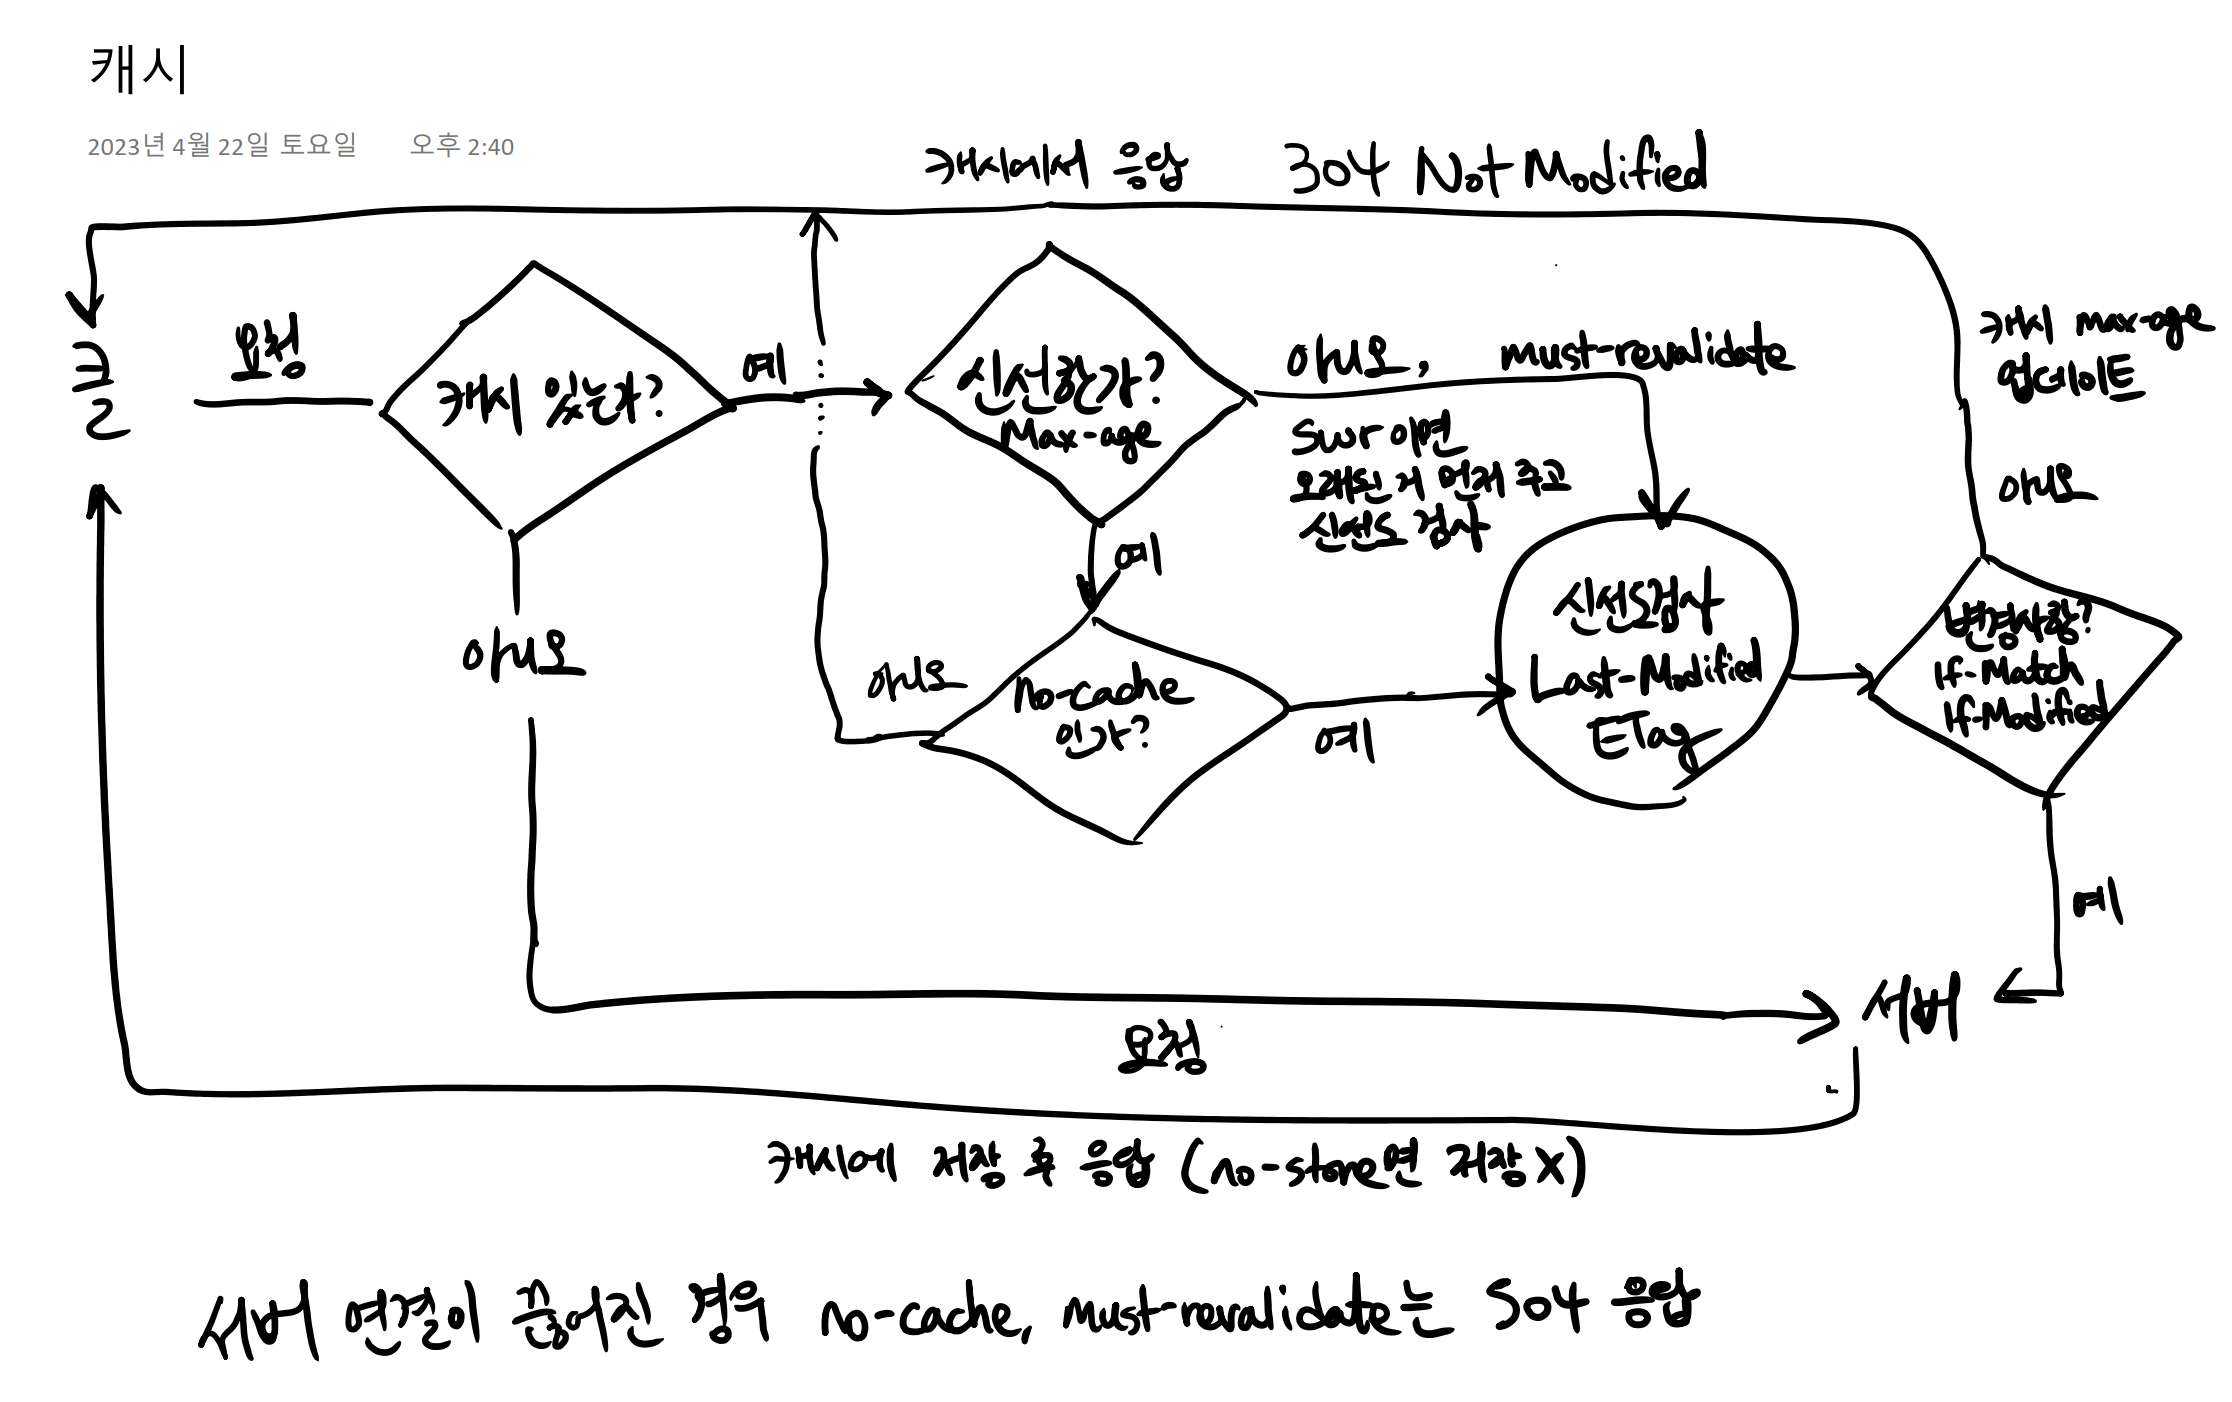 캐시
2023년 4월 22일 토요일 오후 2:40
캐시에서 응답 304 Not Modified
클라
요청
캐시 있는가?
예
아니오
신선한가?
Max-age
아니오, must-revalidate
swr 이면
오래된 거 먼저 주고
신선도 검사
예
no-cache
인가?
아니오
예
신선도검사
Last-Modified
ETag
변경사항?
If-Match
If-Modified
캐시 max-age
업데이트
아니오
예
서버
요청
캐시에 저장 후 응답 (no-store면 저장 X)
서버 연결이 끊어진 경우 no-cache, must-revalidate는 504 응답